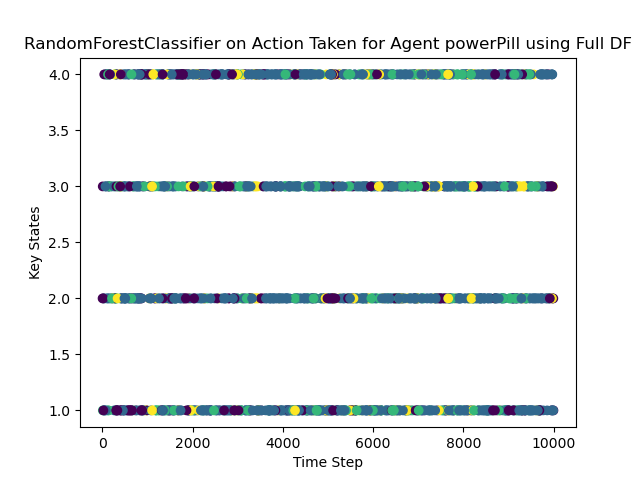 RandomForestClassifier on Action Taken for Agent powerPill using Full DF
4.0
3.5
3.0
2.5
2.0
1.5
1.0
Key States
0 2000 4000 6000 8000 10000
Time Step